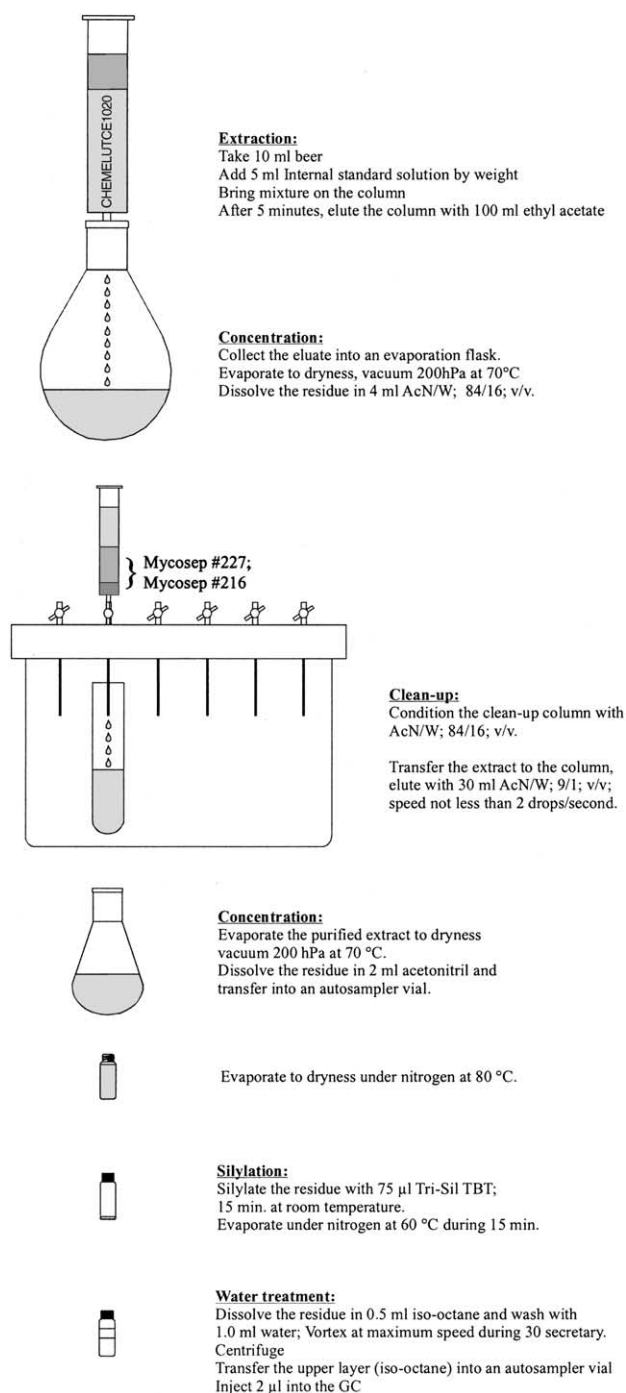 CHEMELUTCE1020
Extraction:
Take 10 ml beer
Add 5 ml Internal standard solution by weight
Bring mixture on the column
After 5 minutes, elute the column with 100 ml ethyl acetate
Concentration:
Collect the eluate into an evaporation flask.
Evaporate to dryness, vacuum 200hPa at 70°C
Dissolve the residue in 4 ml AcN/W;  84/16; v/v.
Mycosep #227;
Mycosep #216
Clean-up:
Condition the clean-up column with
AcN/W; 84/16; v/v.
Transfer the extract to the column,
elute with 30 ml AcN/W; 9/1; v/v;
speed not less than 2 drops/second.
Concentration:
Evaporate the purified extract to dryness
vacuum 200 hPa at 70 °C.
Dissolve the residue in 2 ml acetonitril and
transfer into an autosampler vial.
Evaporate to dryness under nitrogen at 80 °C.
Silylation:
Silylate the residue with 75 µl Tri-Sil TBT;
15 min. at room temperature.
Evaporate under nitrogen at 60 °C during 15 min.
Water treatment:
Dissolve the residue in 0.5 ml iso-octane and wash with
1.0 ml water; Vortex at maximum speed during 30 secretary.
Centrifuge
Transfer the upper layer (iso-octane) into an autosampler vial
Inject 2 µl into the GC